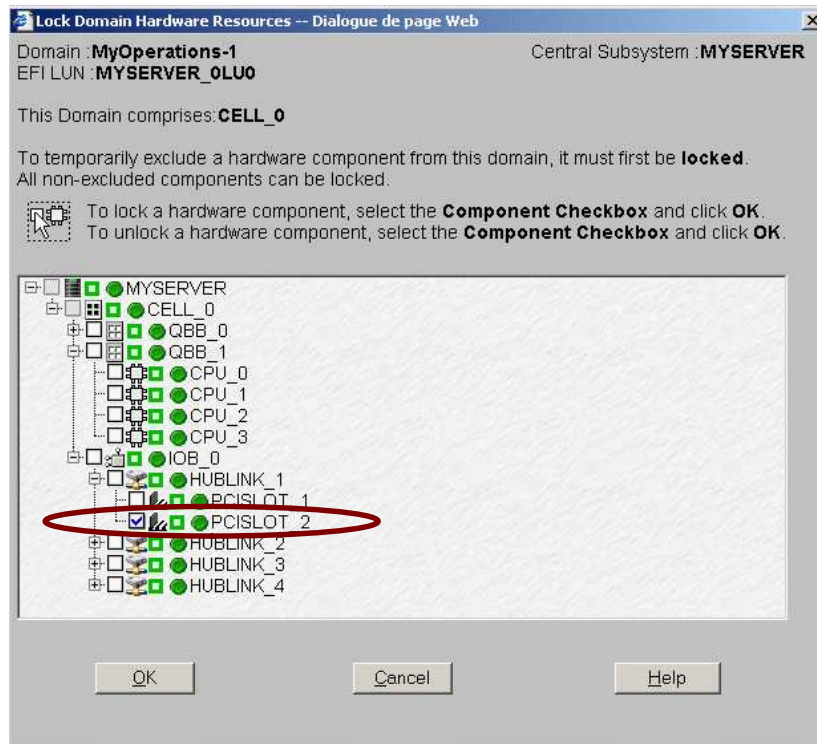 Lock Domain Hardware Resources -- Dialogue de page Web
Domain :MyOperations-1 Central Subsystem :MYSERVER
EFI LUN :MYSERVER_0LU0
This Domain comprises:CELL_0
To temporarily exclude a hardware component from this domain, it must first be locked.
All non-excluded components can be locked.
To lock a hardware component, select the Component Checkbox and click OK.
To unlock a hardware component, select the Component Checkbox and click OK.
MYSERVER
CELL_0
QBB_0
QBB_1
CPU_0
CPU_1
CPU_2
CPU_3
IOB_0
HUBLINK_1
PCISLOT_1
PCISLOT_2
HUBLINK_2
HUBLINK_3
HUBLINK_4
OK Cancel Help